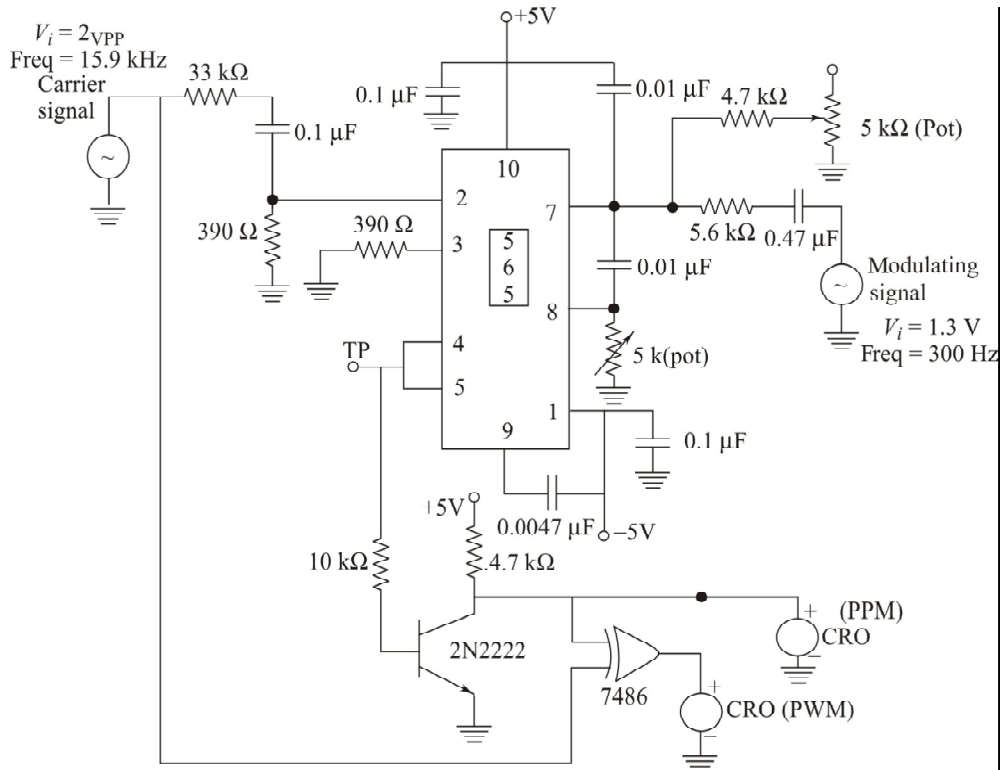 +5V
Vi = 2VPP
Freq = 15.9 kHz
Carrier
signal
33 kΩ
0.1 μF
0.1 μF
0.01 μF
4.7 kΩ
5 kΩ (Pot)
10
2
7
390 Ω
390 Ω
3
5
6
5
5.6 kΩ
0.47 μF
0.01 μF
Modulating
signal
Vi = 1.3 V
Freq = 300 Hz
8
TP
4
5
5 k(pot)
1
9
0.1 μF
+5V
0.0047 μF
–5V
10 kΩ
.4.7 kΩ
2N2222
(PPM)
+
CRO
–
7486
+
CRO (PWM)
–
~
~